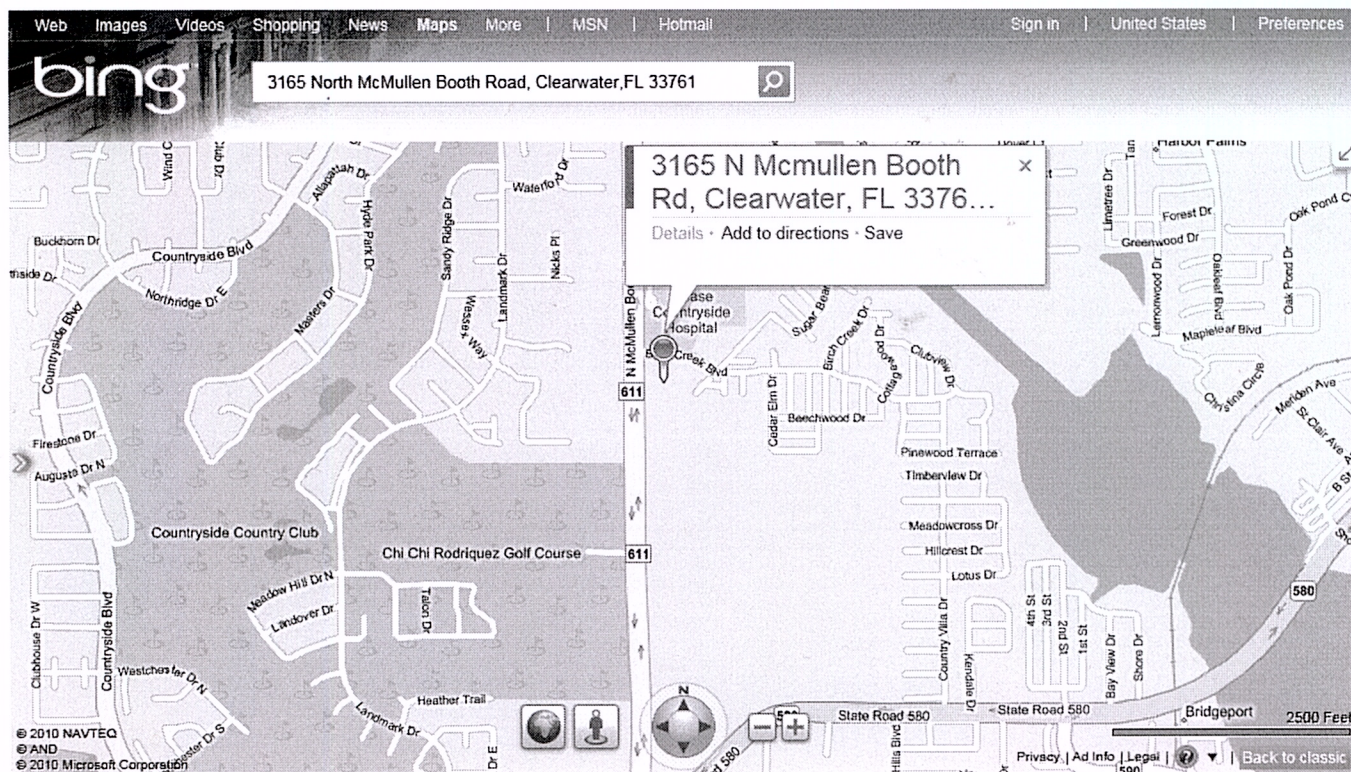 Web Images Videos Shopping News Maps More | MSN | Hotmail Sign in | United States | Preferences
bing
3165 North McMullen Booth Road, Clearwater,FL 33761
3165 N Mcmullen Booth
Rd, Clearwater, FL 3376...
Details · Add to directions · Save
Allapattah Dr
Hyde Park Dr
Sandy Ridge Dr
Waterford Dr
Landmark Dr
Nicks Pl
Buckhorn Dr
Countryside Blvd
Northridge Dr E
Masters Dr
Wessex Way
Countryside Blvd
Firestone Dr
Augusta Dr N
Countryside Country Club
Chi Chi Rodriquez Golf Course
Meadow Hill Dr N
Landover Dr
Talon Dr
Clubhouse Dr W
Countryside Blvd
Westchester Dr N
Heather Trail
Landmark Dr
N McMullen
Hospital
Creek Blvd
611
611
Sugar
Birch Creek Dr
Clubview Dr
Cedar Elm Dr
Beechwood Dr
Pinewood Terrace
Timberview Dr
Meadowcross Dr
Hillcrest Dr
Lotus Dr
Country Villa Dr
Kendale Dr
4th St
3rd St
2nd St
1st St
Bay View Dr
Shore Dr
Harbor Palms
Limetree Dr
Forest Dr
Greenwood Dr
Oak Pond
Lemonwood Dr
Oakleaf Blvd
Oak Pond Dr
Mapleleaf Blvd
Christina Circle
Meriden Ave
St Clair Ave
B St
580
State Road 580
State Road 580
Bridgeport
N
2500 Feet
© 2010 NAVTEQ
© AND
© 2010 Microsoft Corporation
Privacy | Ad Info | Legal | ? | Back to classic
590